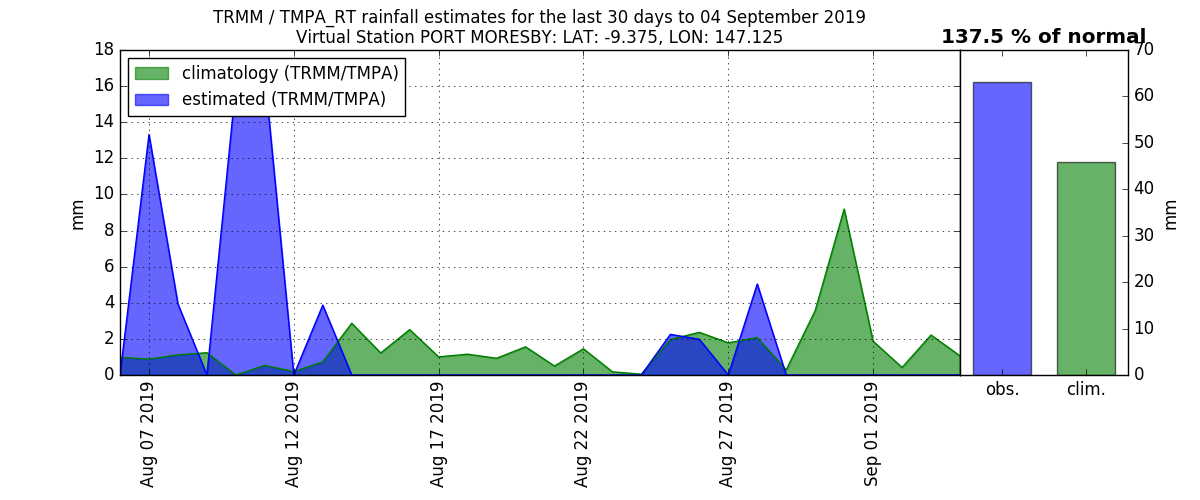 TRMM / TMPA_RT rainfall estimates for the last 30 days to 04 September 2019
Virtual Station PORT MORESBY: LAT: -9.375, LON: 147.125
137.5 % of normal
climatology (TRMM/TMPA)
estimated (TRMM/TMPA)
18
16
14
12
10
8
6
4
2
0
mm
Aug 07 2019
Aug 12 2019
Aug 17 2019
Aug 22 2019
Aug 27 2019
Sep 01 2019
obs.
clim.
70
60
50
40
30
20
10
0
mm